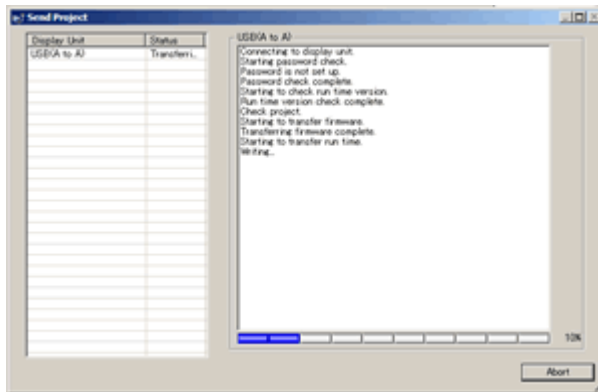 Send Project
Display Unit Status
USB(A to A) Transferri..
USB(A to A)
Connecting to display unit.
Starting password check.
Password is not set up.
Password check complete.
Starting to check run time version.
Run time version check complete.
Check project.
Starting to transfer firmware.
Transferring firmware complete.
Starting to transfer run time.
Writing...
10%
Abort